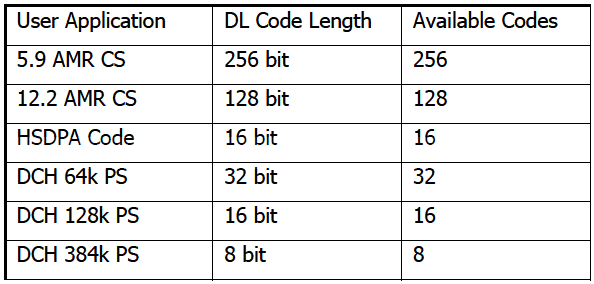 User Application DL Code Length Available Codes
5.9 AMR CS 256 bit 256
12.2 AMR CS 128 bit 128
HSDPA Code 16 bit 16
DCH 64k PS 32 bit 32
DCH 128k PS 16 bit 16
DCH 384k PS 8 bit 8